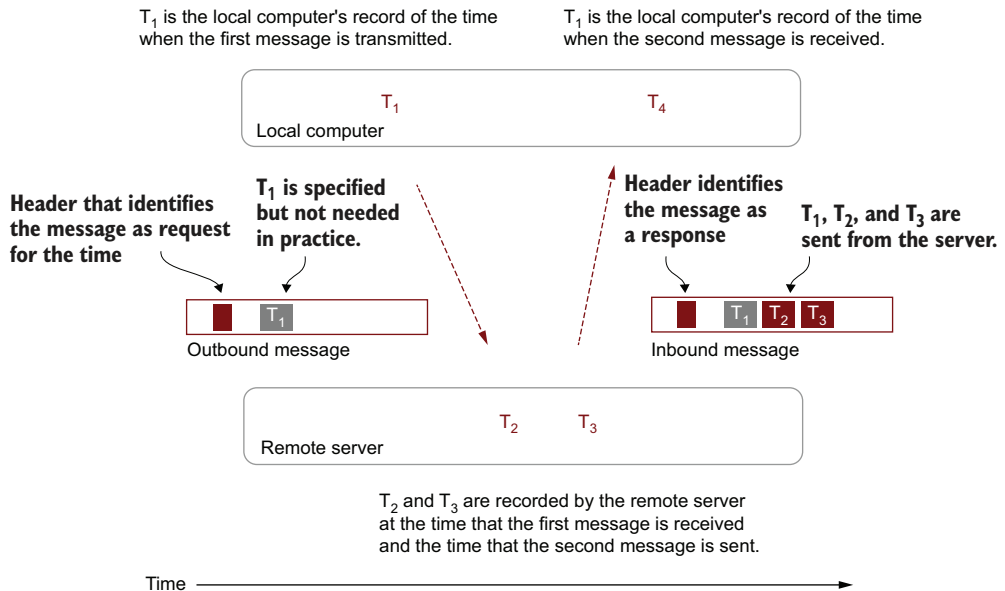 T₁ is the local computer's record of the time
when the first message is transmitted.
T₁ is the local computer's record of the time
when the second message is received.
T₁
T₄
Local computer
Header that identifies
the message as request
for the time
T₁ is specified
but not needed
in practice.
Header identifies
the message as
a response
T₁, T₂, and T₃ are
sent from the server.
T₁
Outbound message
T₁ T₂ T₃
Inbound message
T₂ T₃
Remote server
T₂ and T₃ are recorded by the remote server
at the time that the first message is received
and the time that the second message is sent.
Time